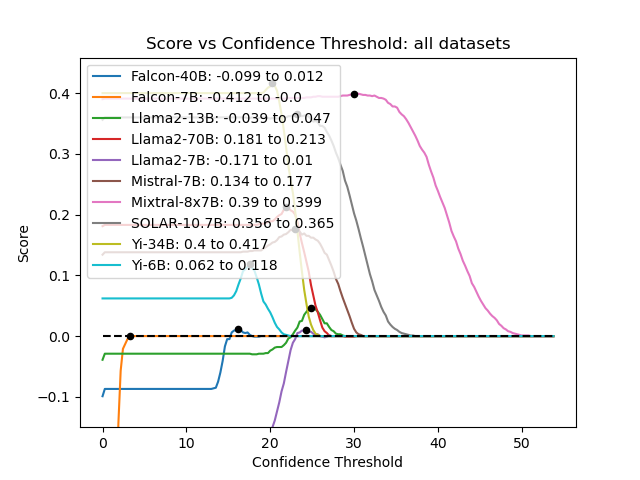 Score vs Confidence Threshold: all datasets
Falcon-40B: -0.099 to 0.012
Falcon-7B: -0.412 to -0.0
Llama2-13B: -0.039 to 0.047
Llama2-70B: 0.181 to 0.213
Llama2-7B: -0.171 to 0.01
Mistral-7B: 0.134 to 0.177
Mixtral-8x7B: 0.39 to 0.399
SOLAR-10.7B: 0.356 to 0.365
Yi-34B: 0.4 to 0.417
Yi-6B: 0.062 to 0.118
Score
0.4
0.3
0.2
0.1
0.0
−0.1
0 10 20 30 40 50
Confidence Threshold